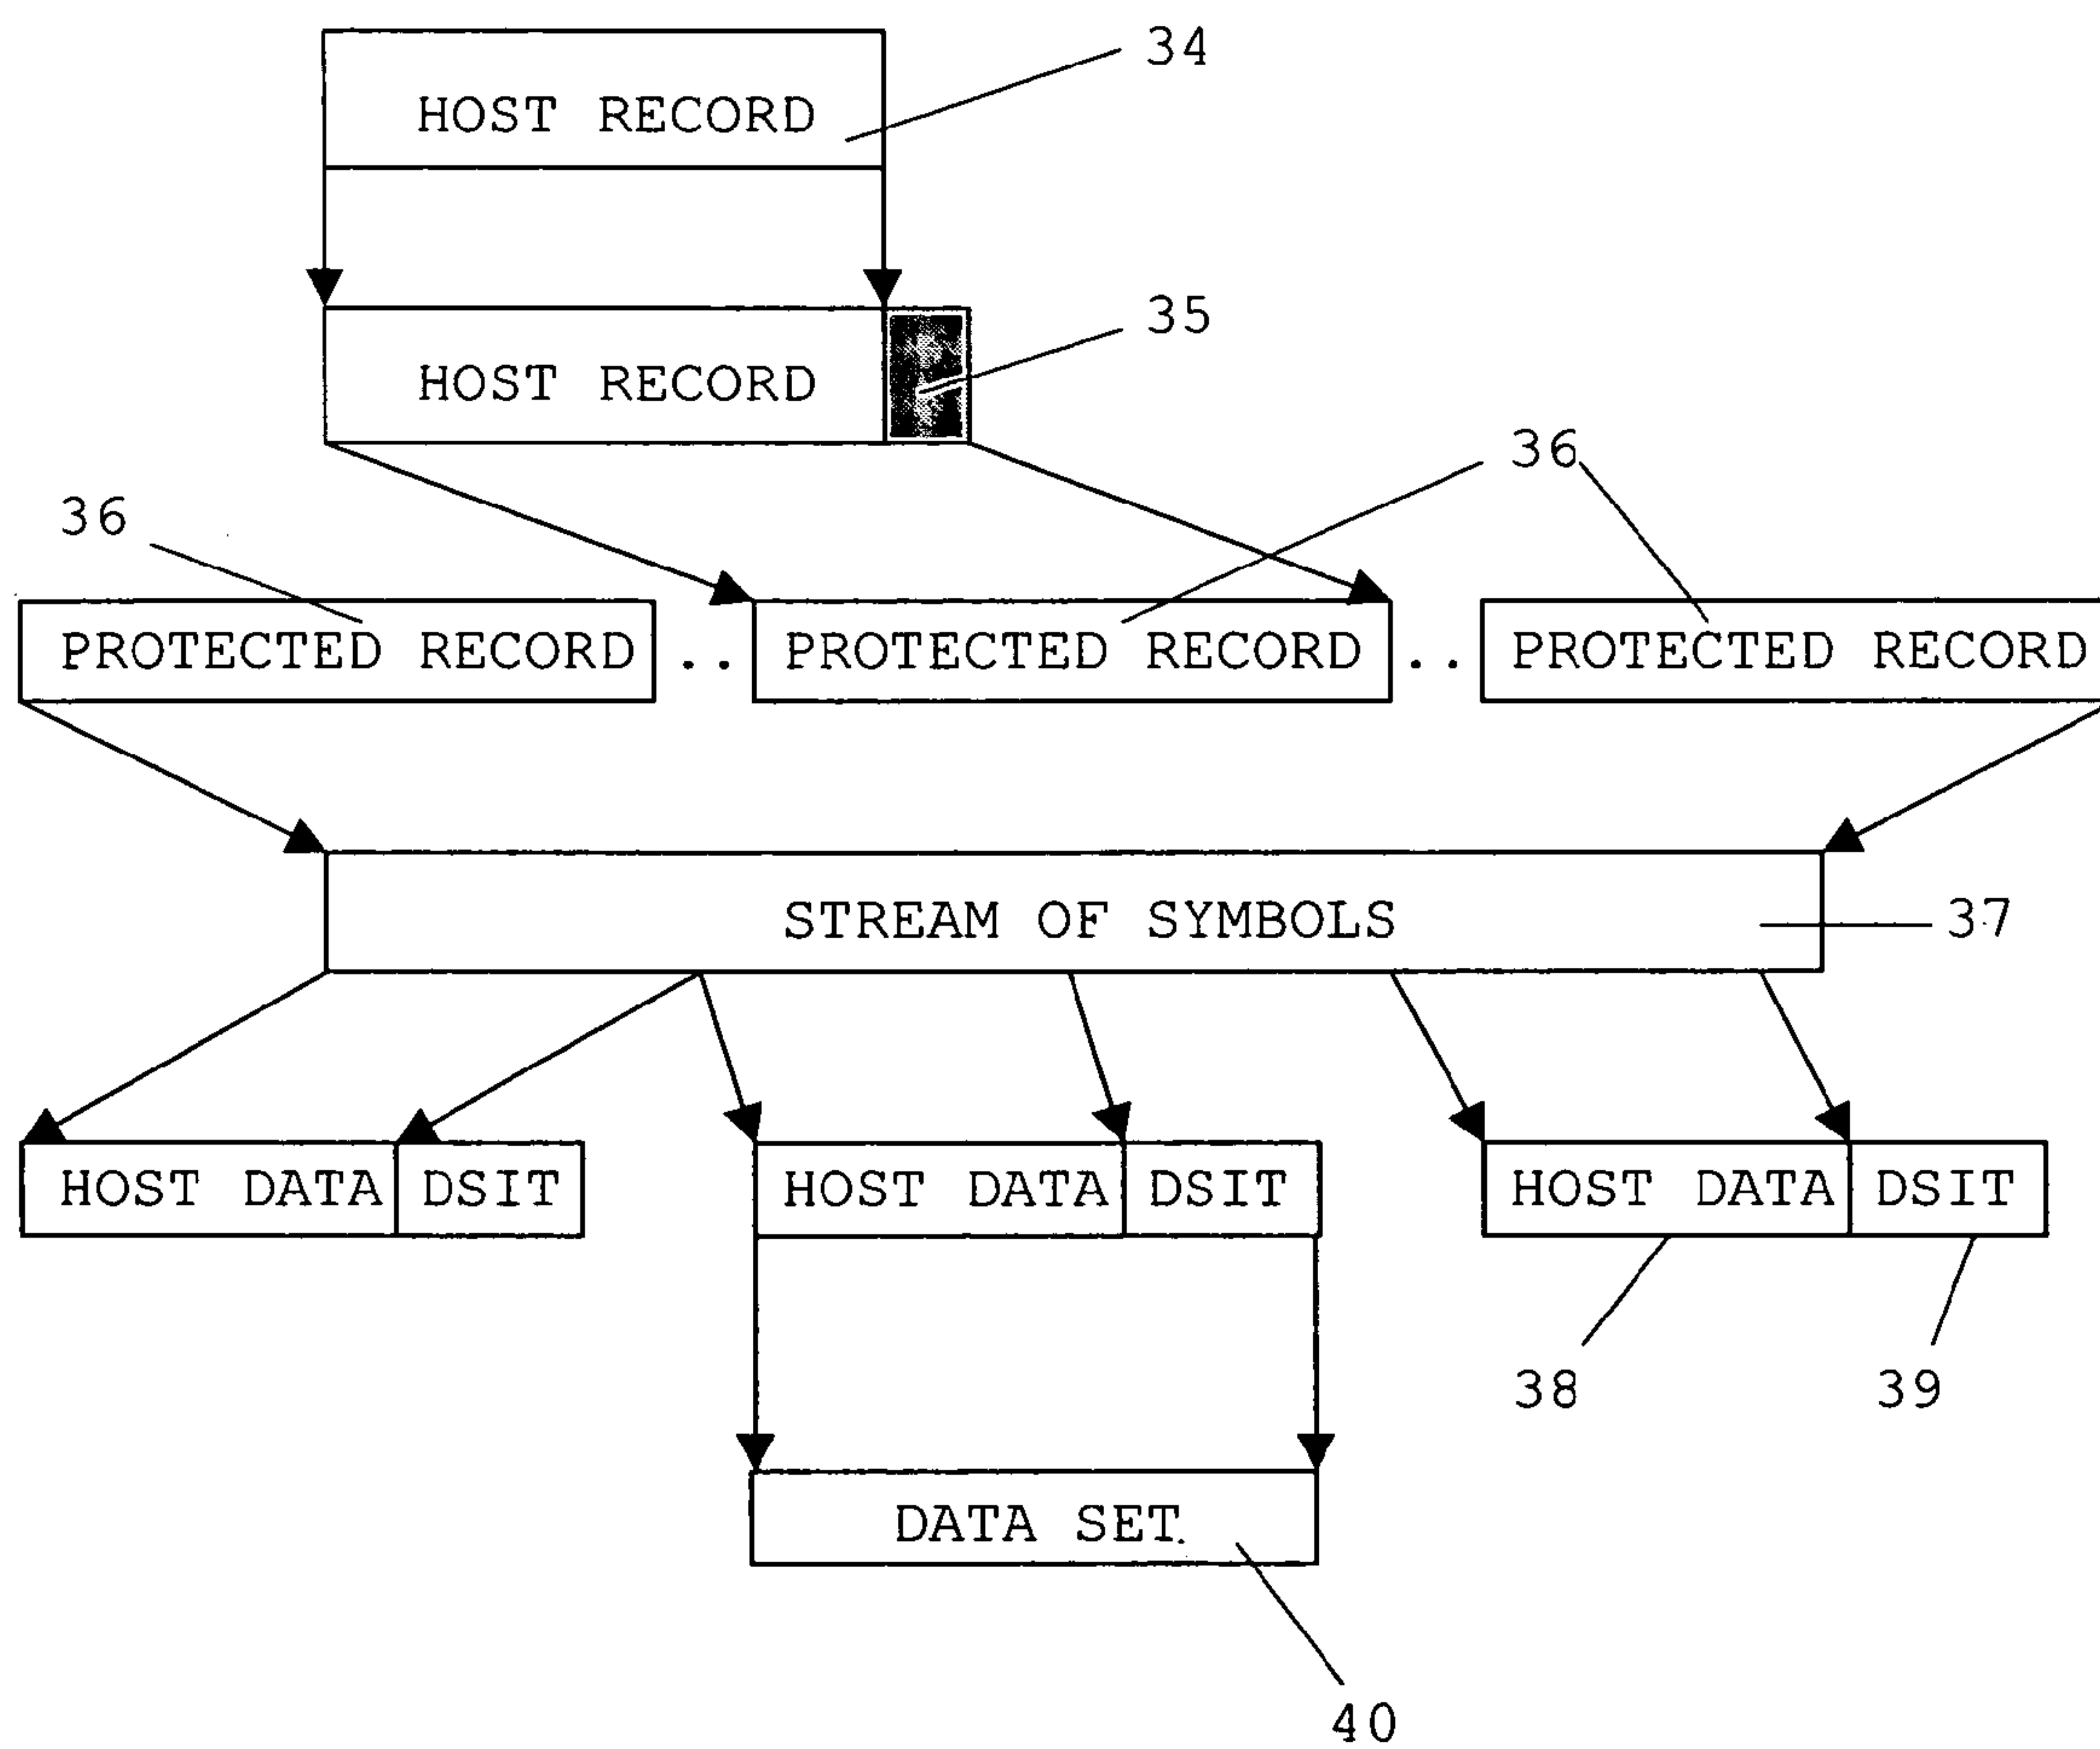 34
HOST RECORD
35
HOST RECORD
36
36
PROTECTED RECORD .. PROTECTED RECORD .. PROTECTED RECORD
STREAM OF SYMBOLS
37
HOST DATA DSIT HOST DATA DSIT HOST DATA DSIT
38 39
DATA SET
40